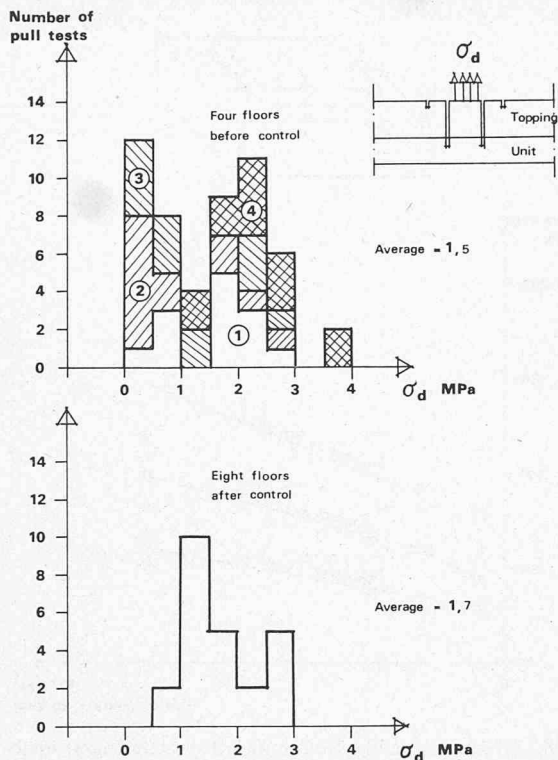 Number of
pull tests
σd
14
12
10
8
6
4
2
0
Four floors
before control
Topping
Unit
3
4
2
1
Average = 1,5
0
1
2
3
4
σd MPa
14
12
10
8
6
4
2
0
Eight floors
after control
Average = 1,7
0
1
2
3
4
σd MPa